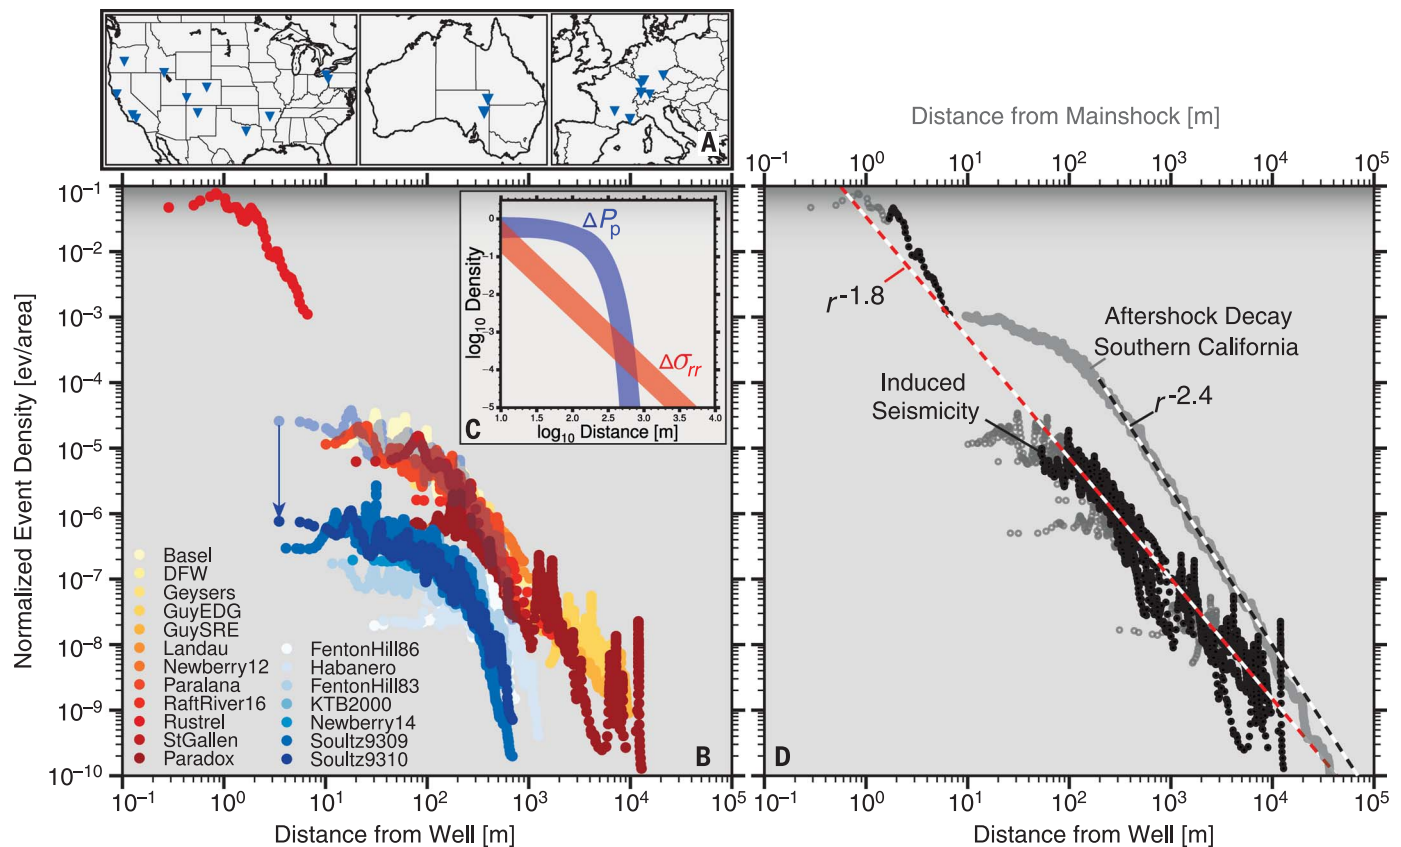 A
Distance from Mainshock [m]
10⁻¹ 10⁰ 10¹ 10² 10³ 10⁴ 10⁵
Normalized Event Density [ev/area]
10⁻¹
10⁻²
10⁻³
10⁻⁴
10⁻⁵
10⁻⁶
10⁻⁷
10⁻⁸
10⁻⁹
10⁻¹⁰
10⁻¹ 10⁰ 10¹ 10² 10³ 10⁴ 10⁵
Distance from Well [m]
B
Basel
DFW
Geysers
GuyEDG
GuySRE
Landau
Newberry12
Paralana
RaftRiver16
Rustrel
StGallen
Paradox
FentonHill86
Habanero
FentonHill83
KTB2000
Newberry14
Soultz9309
Soultz9310
C
log₁₀ Density
0
−1
−2
−3
−4
−5
ΔPₚ
Δσᵣᵣ
1.0 1.5 2.0 2.5 3.0 3.5 4.0
log₁₀ Distance [m]
D
r⁻¹·⁸
Aftershock Decay
Southern California
Induced
Seismicity
r⁻²·⁴
10⁻¹ 10⁰ 10¹ 10² 10³ 10⁴ 10⁵
Distance from Well [m]